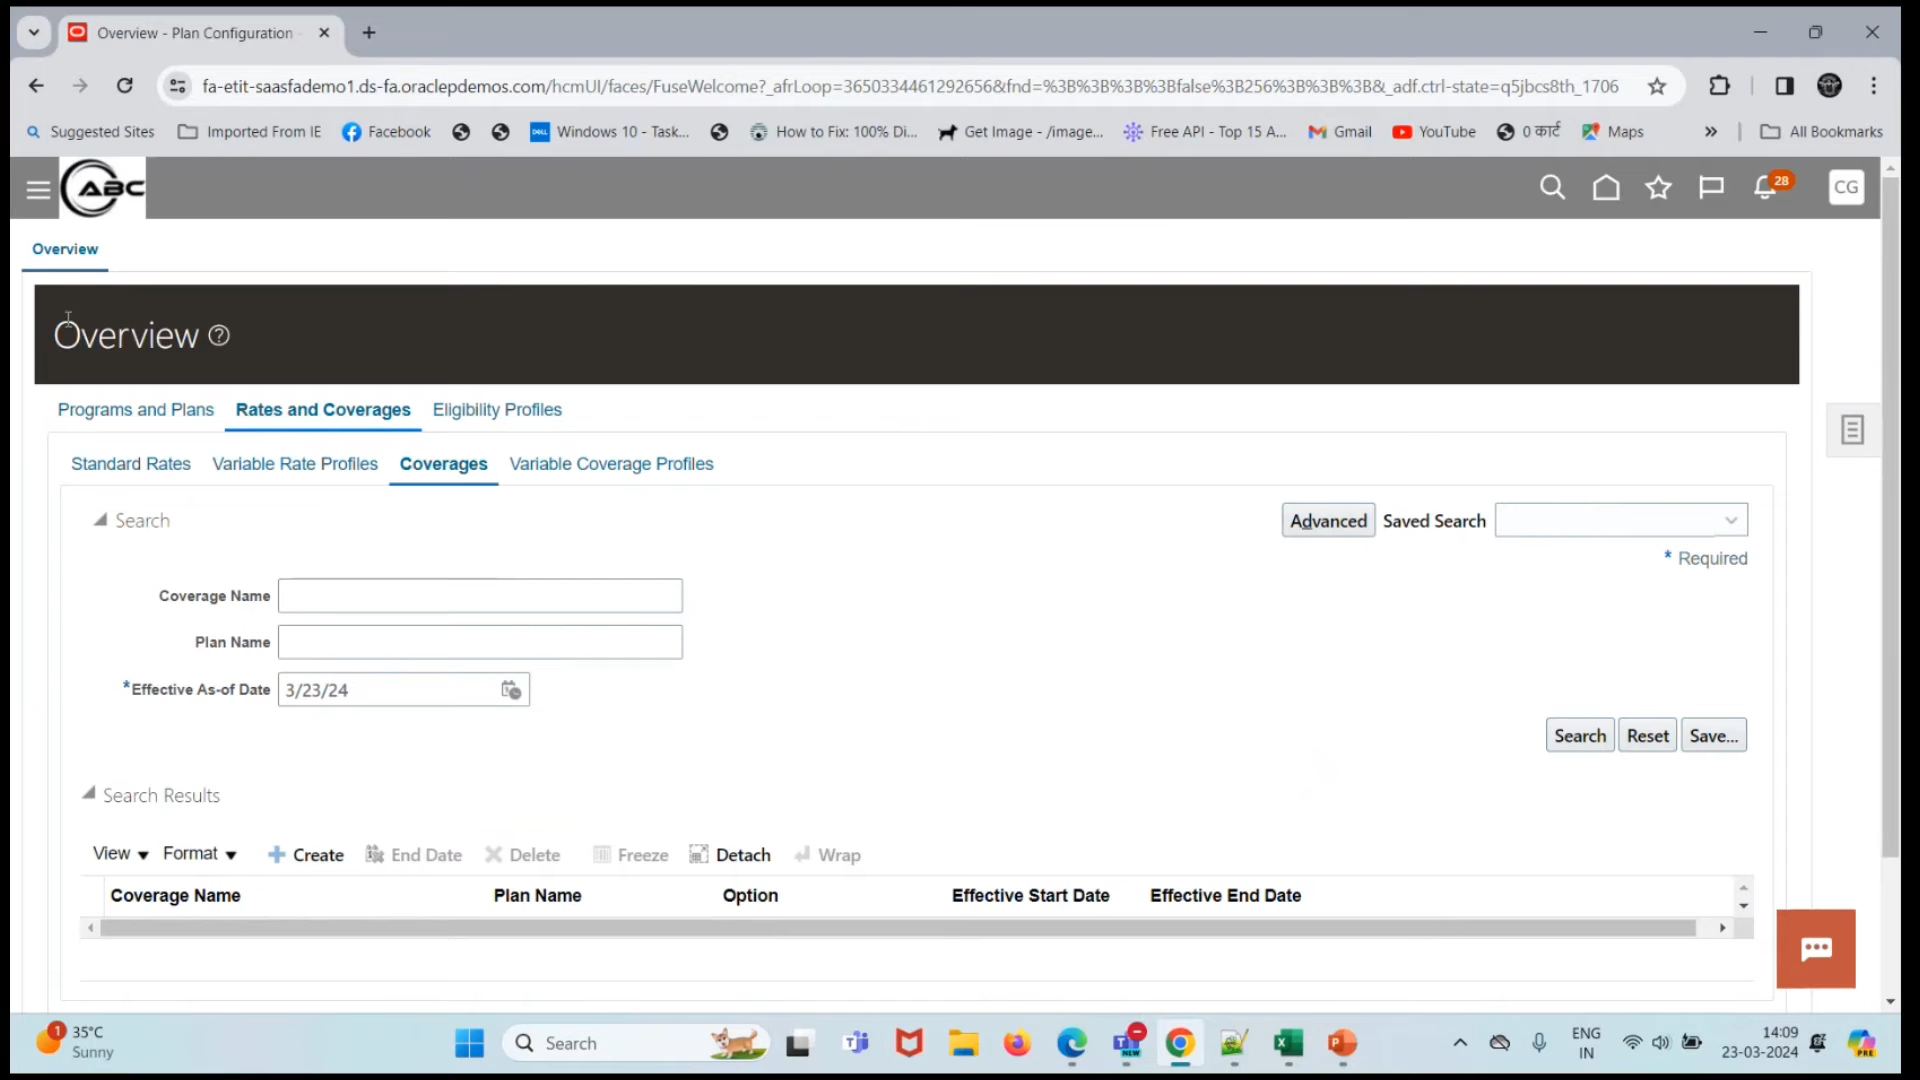 Overview - Plan Configuration
fa-etit-saasfademo1.ds-fa.oraclepdemos.com/hcmUI/faces/FuseWelcome?_afrLoop=3650334461292656&fnd=%3B%3B%3B%3Bfalse%3B256%3B%3B%3B&_adf.ctrl-state=q5jbcs8th_1706
Suggested Sites Imported From IE Facebook Windows 10 - Task... How to Fix: 100% Di... Get Image - /image... Free API - Top 15 A... Gmail YouTube 0 कार्ट Maps » All Bookmarks
ABC 28 CG
Overview
Overview
Programs and Plans Rates and Coverages Eligibility Profiles
Standard Rates Variable Rate Profiles Coverages Variable Coverage Profiles
Search Advanced Saved Search
* Required
Coverage Name
Plan Name
*Effective As-of Date 3/23/24
Search Reset Save...
Search Results
View Format Create End Date Delete Freeze Detach Wrap
Coverage Name Plan Name Option Effective Start Date Effective End Date
1 35°C
Sunny
Search
NEW
ENG
IN
14:09
23-03-2024
PRE